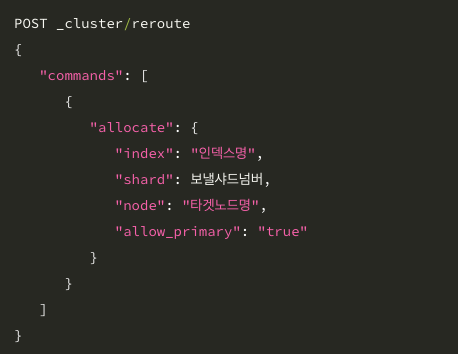 POST _cluster/reroute
{
"commands": [
{
"allocate": {
"index": "인덱스명",
"shard": 보낼샤드넘버,
"node": "타겟노드명",
"allow_primary": "true"
}
}
]
}